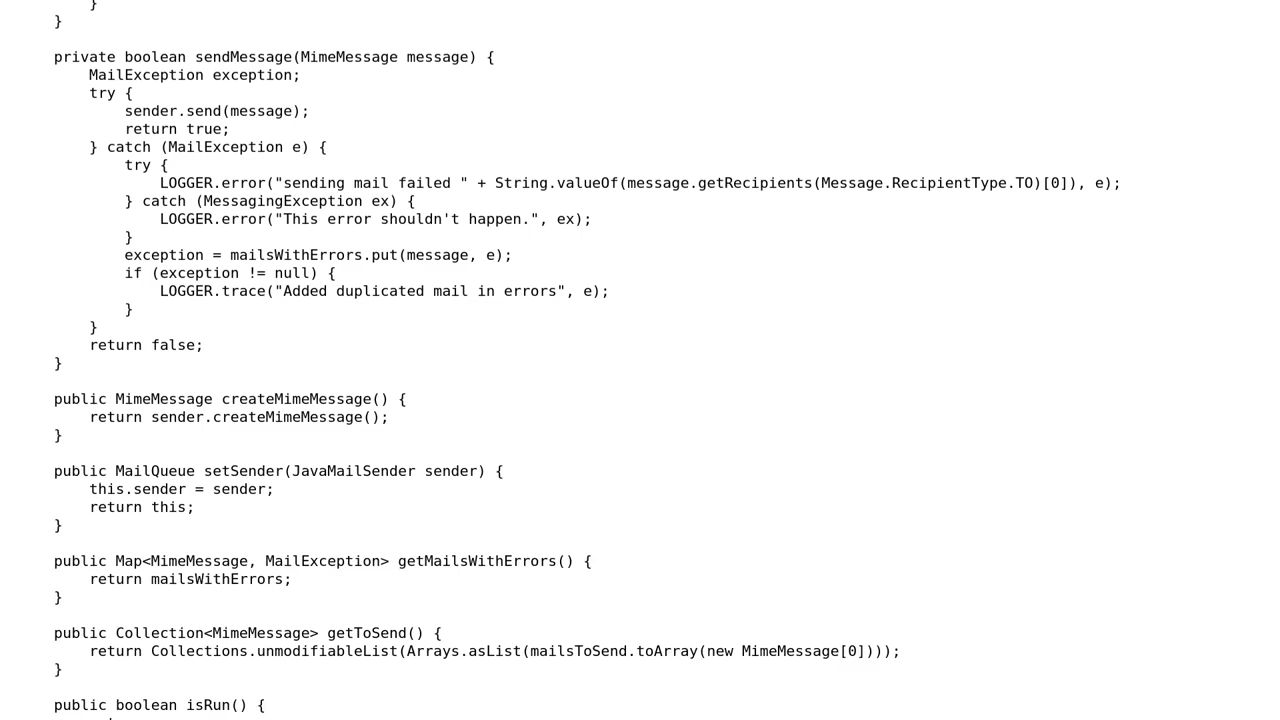 }
    }

    private boolean sendMessage(MimeMessage message) {
        MailException exception;
        try {
            sender.send(message);
            return true;
        } catch (MailException e) {
            try {
                LOGGER.error("sending mail failed " + String.valueOf(message.getRecipients(Message.RecipientType.TO)[0]), e);
            } catch (MessagingException ex) {
                LOGGER.error("This error shouldn't happen.", ex);
            }
            exception = mailsWithErrors.put(message, e);
            if (exception != null) {
                LOGGER.trace("Added duplicated mail in errors", e);
            }
        }
        return false;
    }

    public MimeMessage createMimeMessage() {
        return sender.createMimeMessage();
    }

    public MailQueue setSender(JavaMailSender sender) {
        this.sender = sender;
        return this;
    }

    public Map<MimeMessage, MailException> getMailsWithErrors() {
        return mailsWithErrors;
    }

    public Collection<MimeMessage> getToSend() {
        return Collections.unmodifiableList(Arrays.asList(mailsToSend.toArray(new MimeMessage[0])));
    }

    public boolean isRun() {